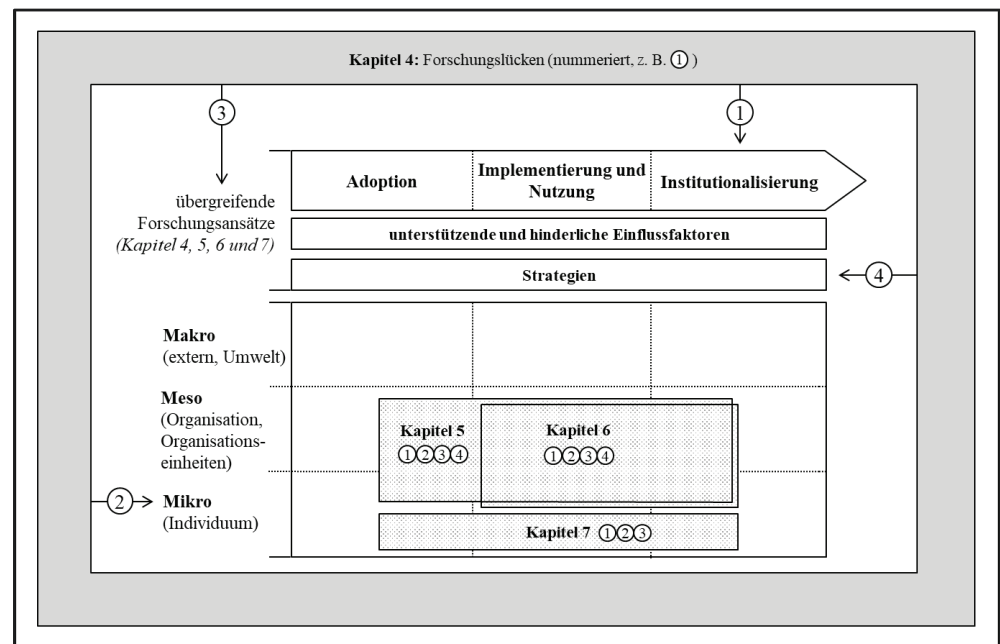 Kapitel 4: Forschungslücken (nummeriert, z. B. ①)
③
①
Adoption
Implementierung und
Nutzung
Institutionalisierung
übergreifende
Forschungsansätze
(Kapitel 4, 5, 6 und 7)
unterstützende und hinderliche Einflussfaktoren
Strategien
④
Makro
(extern, Umwelt)
Meso
(Organisation,
Organisations-
einheiten)
Kapitel 5
①②③④
Kapitel 6
①②③④
②
Mikro
(Individuum)
Kapitel 7 ①②③